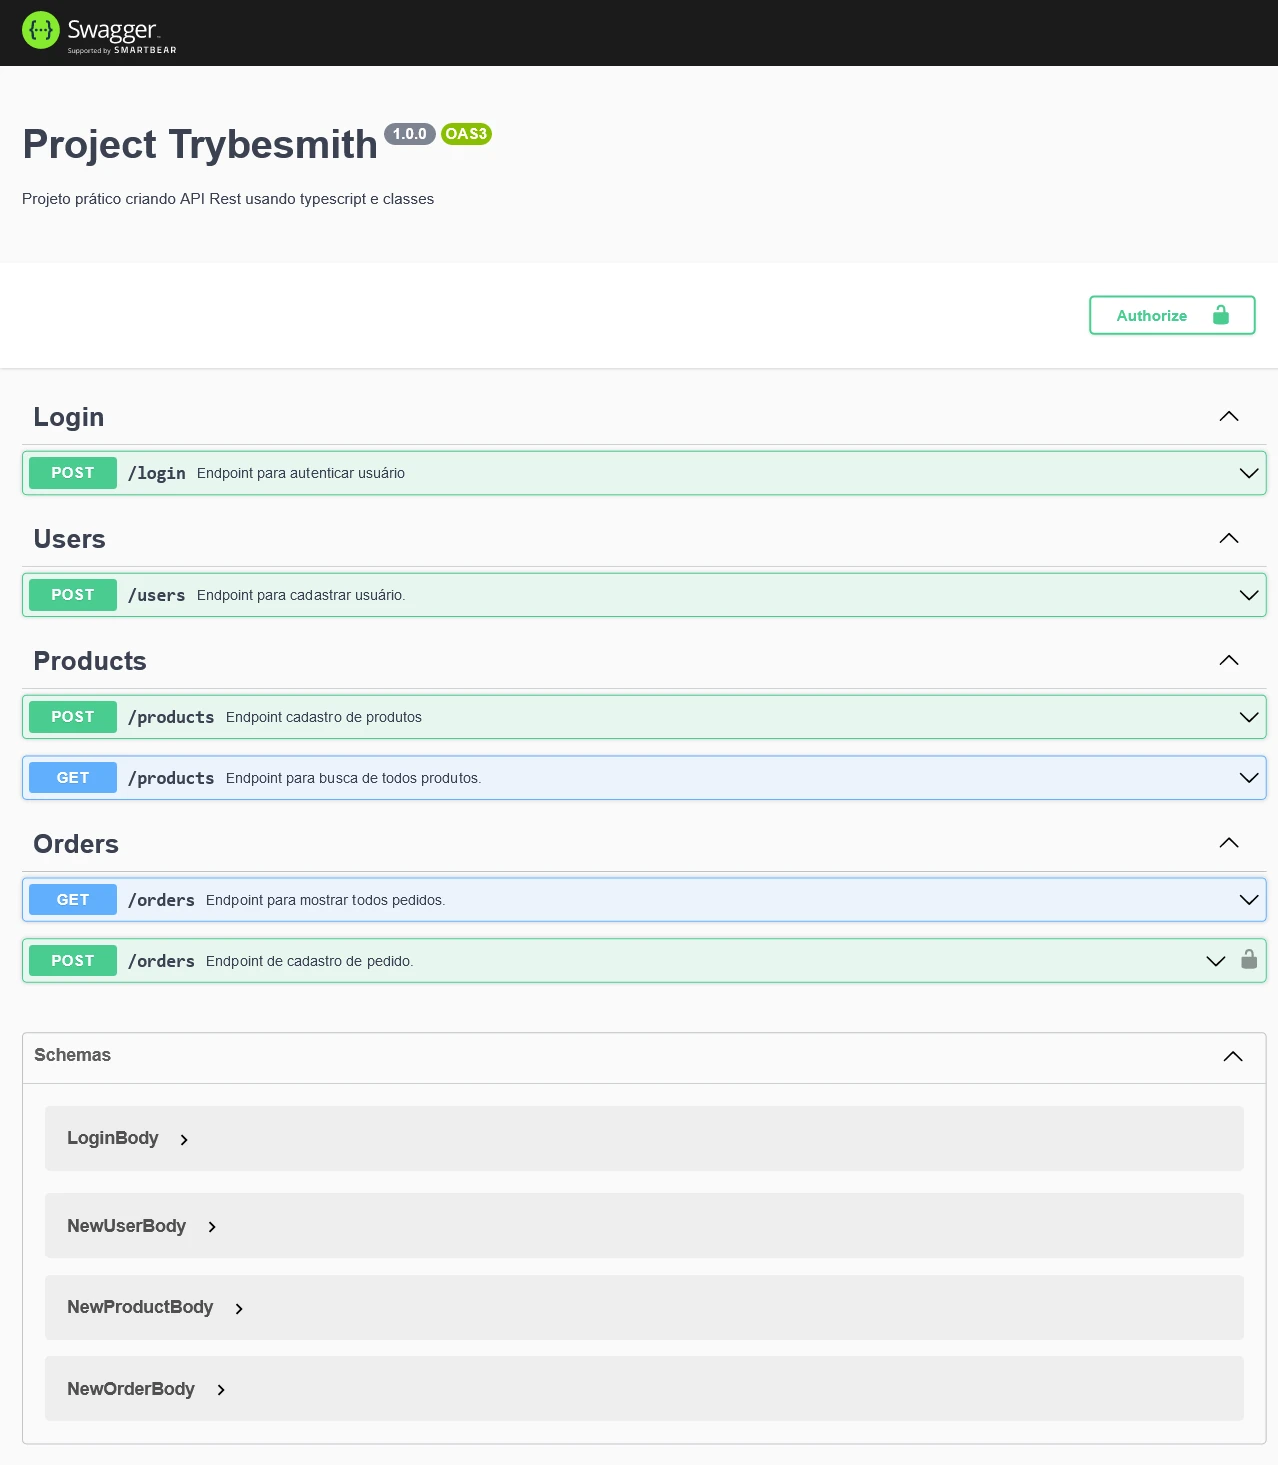 Swagger
Supported by SMARTBEAR
Project Trybesmith 1.0.0 OAS3
Projeto prático criando API Rest usando typescript e classes
Authorize
Login
POST /login Endpoint para autenticar usuário
Users
POST /users Endpoint para cadastrar usuário.
Products
POST /products Endpoint cadastro de produtos
GET /products Endpoint para busca de todos produtos.
Orders
GET /orders Endpoint para mostrar todos pedidos.
POST /orders Endpoint de cadastro de pedido.
Schemas
LoginBody
NewUserBody
NewProductBody
NewOrderBody